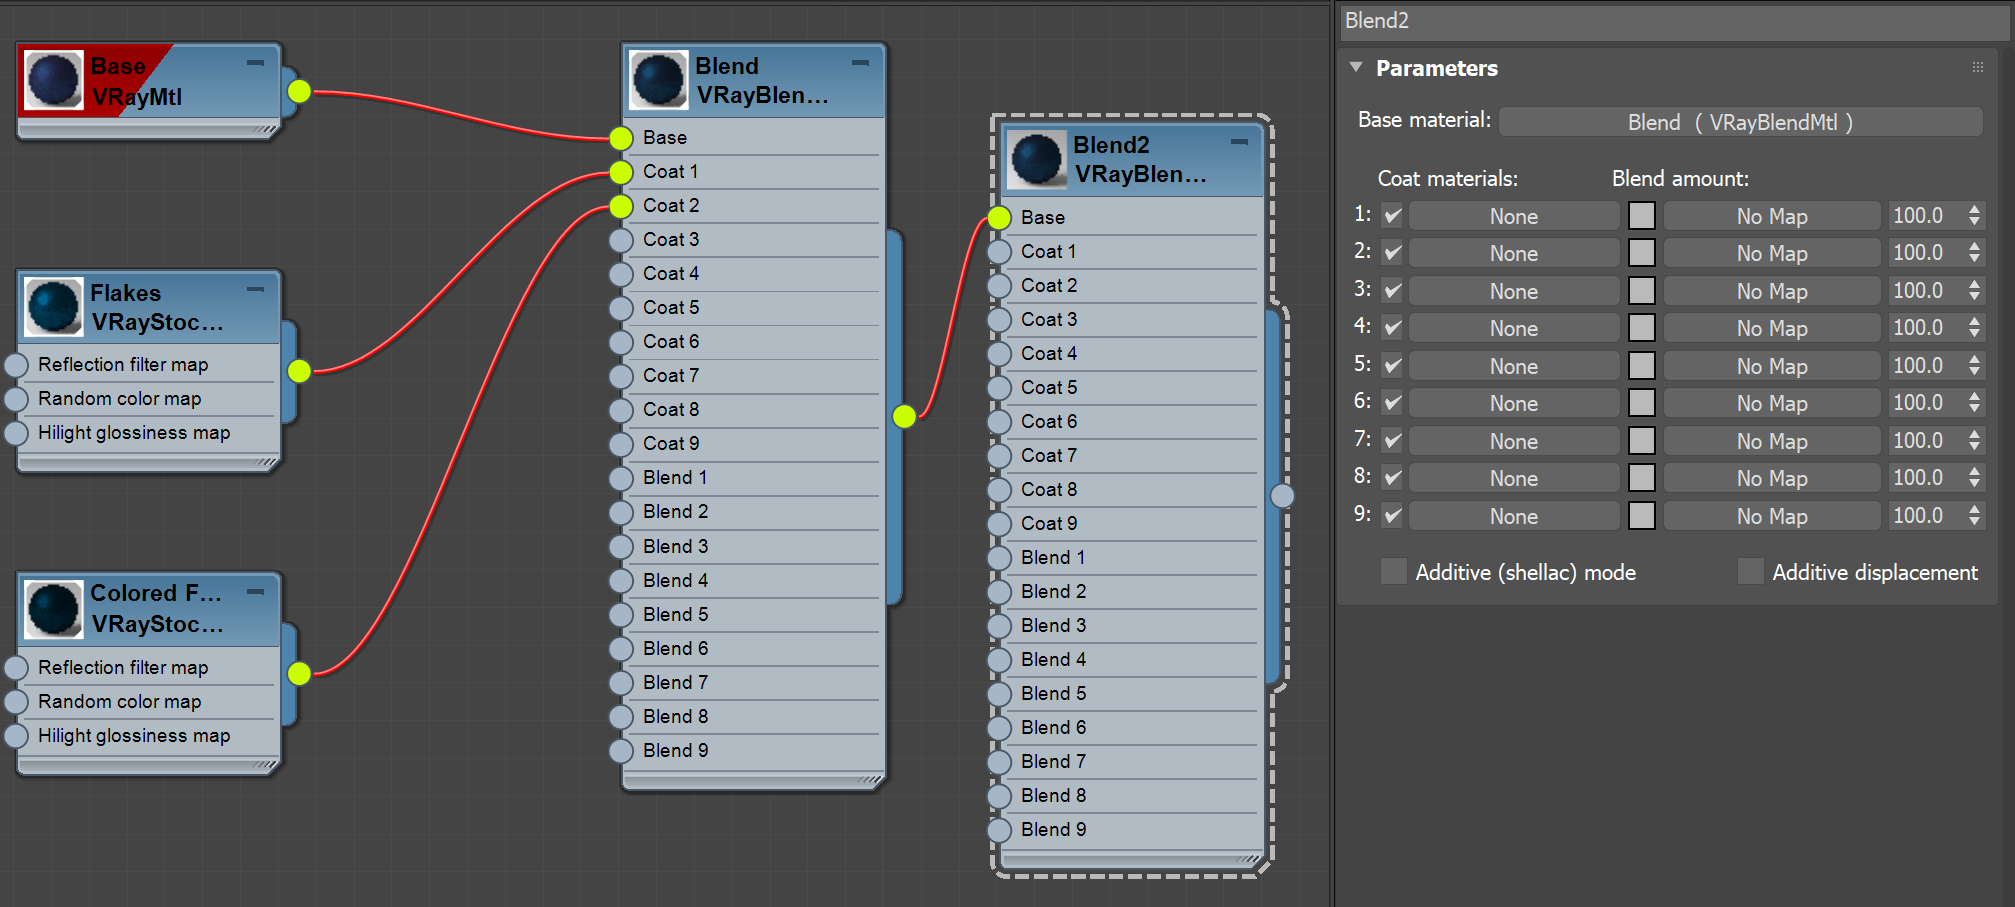 Base
VRayMtl
Flakes
VRayStoc...
Reflection filter map
Random color map
Hilight glossiness map
Colored F...
VRayStoc...
Reflection filter map
Random color map
Hilight glossiness map
Blend
VRayBlen...
Base
Coat 1
Coat 2
Coat 3
Coat 4
Coat 5
Coat 6
Coat 7
Coat 8
Coat 9
Blend 1
Blend 2
Blend 3
Blend 4
Blend 5
Blend 6
Blend 7
Blend 8
Blend 9
Blend2
VRayBlen...
Base
Coat 1
Coat 2
Coat 3
Coat 4
Coat 5
Coat 6
Coat 7
Coat 8
Coat 9
Blend 1
Blend 2
Blend 3
Blend 4
Blend 5
Blend 6
Blend 7
Blend 8
Blend 9
Blend2
Parameters
Base material: Blend ( VRayBlendMtl )
Coat materials: Blend amount:
1: None No Map 100.0
2: None No Map 100.0
3: None No Map 100.0
4: None No Map 100.0
5: None No Map 100.0
6: None No Map 100.0
7: None No Map 100.0
8: None No Map 100.0
9: None No Map 100.0
Additive (shellac) mode Additive displacement